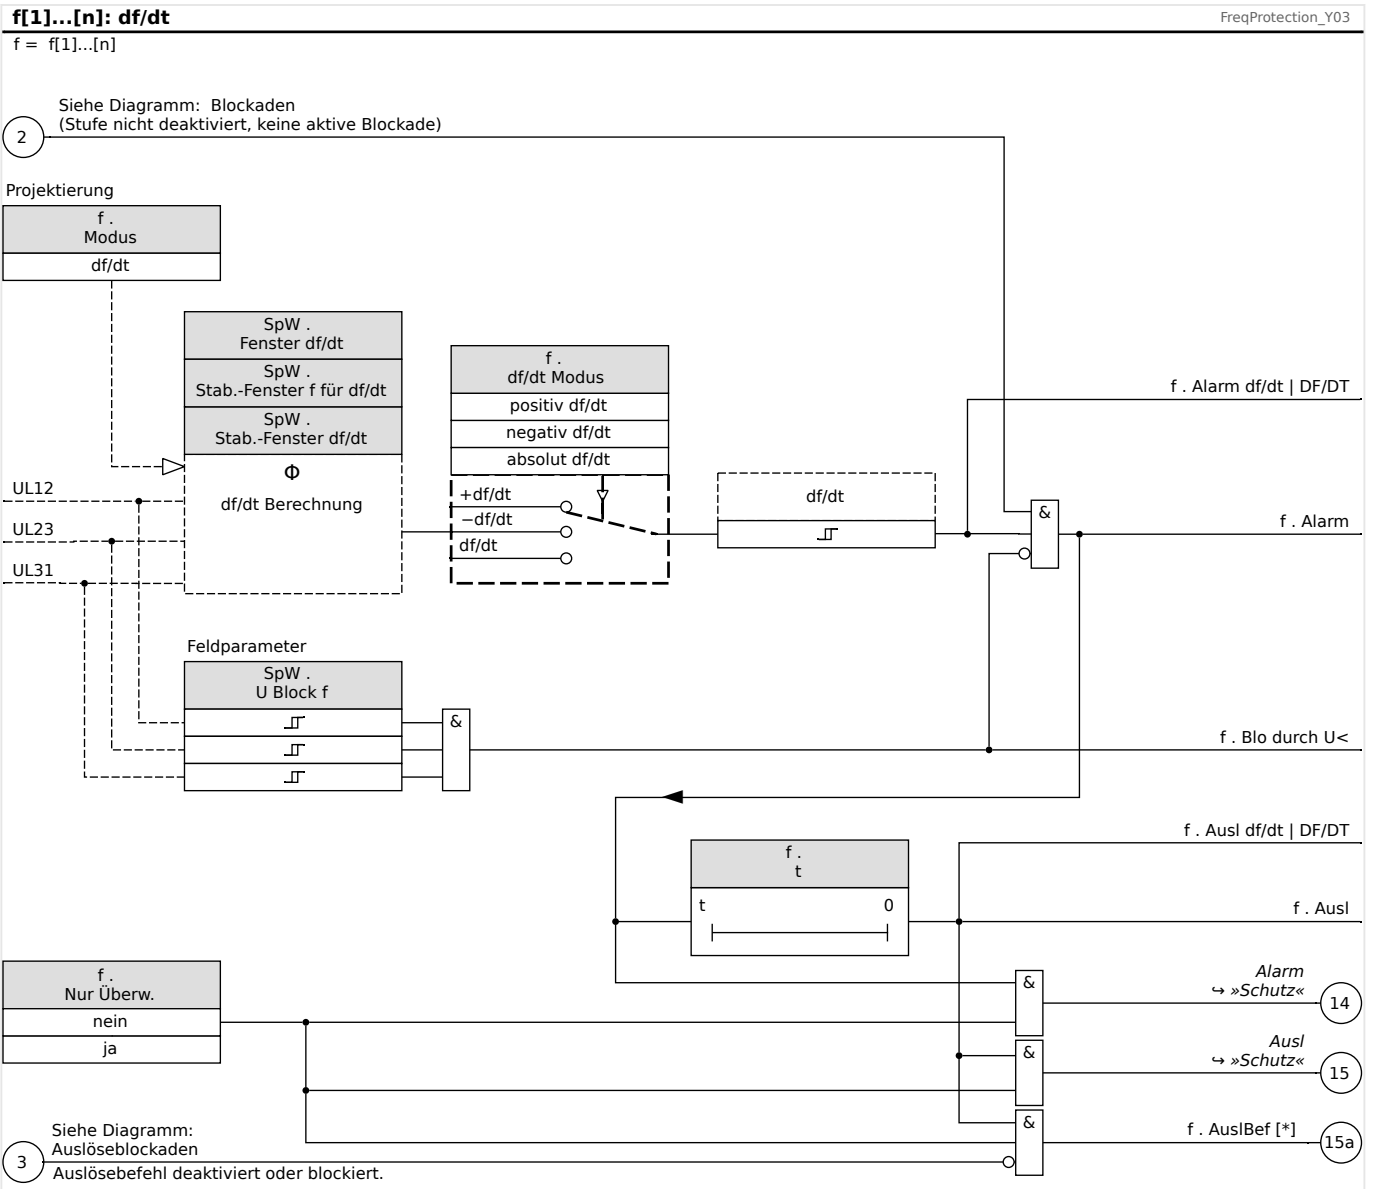 f[1]...[n]: df/dt
FreqProtection_Y03
f = f[1]...[n]
Siehe Diagramm: Blockaden
(Stufe nicht deaktiviert, keine aktive Blockade)
2
Projektierung
f .
Modus
df/dt
SpW .
Fenster df/dt
SpW .
Stab.-Fenster f für df/dt
SpW .
Stab.-Fenster df/dt
Φ
df/dt Berechnung
f .
df/dt Modus
positiv df/dt
negativ df/dt
absolut df/dt
+df/dt
−df/dt
df/dt
df/dt
f . Alarm df/dt | DF/DT
&
f . Alarm
UL12
UL23
UL31
Feldparameter
SpW .
U Block f
&
f . Blo durch U<
f . Ausl df/dt | DF/DT
f .
t
t 0
f . Ausl
f .
Nur Überw.
nein
ja
&
Alarm
↪ »Schutz«
14
&
Ausl
↪ »Schutz«
15
&
f . AuslBef [*]
15a
Siehe Diagramm:
Auslöseblockaden
3
Auslösebefehl deaktiviert oder blockiert.